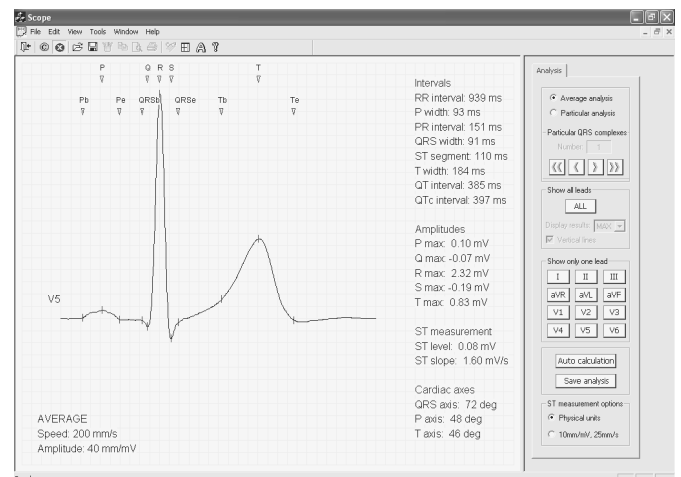 Scope
File Edit View Tools Window Help
P Q R S T
Pb Pe QRSb QRSe Tb Te
V5
AVERAGE
Speed: 200 mm/s
Amplitude: 40 mm/mV
Intervals
RR interval: 939 ms
P width: 93 ms
PR interval: 151 ms
QRS width: 91 ms
ST segment: 110 ms
T width: 184 ms
QT interval: 385 ms
QTc interval: 397 ms
Amplitudes
P max: 0.10 mV
Q max: -0.07 mV
R max: 2.32 mV
S max: -0.19 mV
T max: 0.83 mV
ST measurement
ST level: 0.08 mV
ST slope: 1.60 mV/s
Cardiac axes
QRS axis: 72 deg
P axis: 48 deg
T axis: 46 deg
Analysis
Average analysis
Particular analysis
Particular QRS complexes
Number: 1
Show all leads
ALL
Display results: MAX
Vertical lines
Show only one lead
I II III
aVR aVL aVF
V1 V2 V3
V4 V5 V6
Auto calculation
Save analysis
ST measurement options
Physical units
10mm/mV, 25mm/s